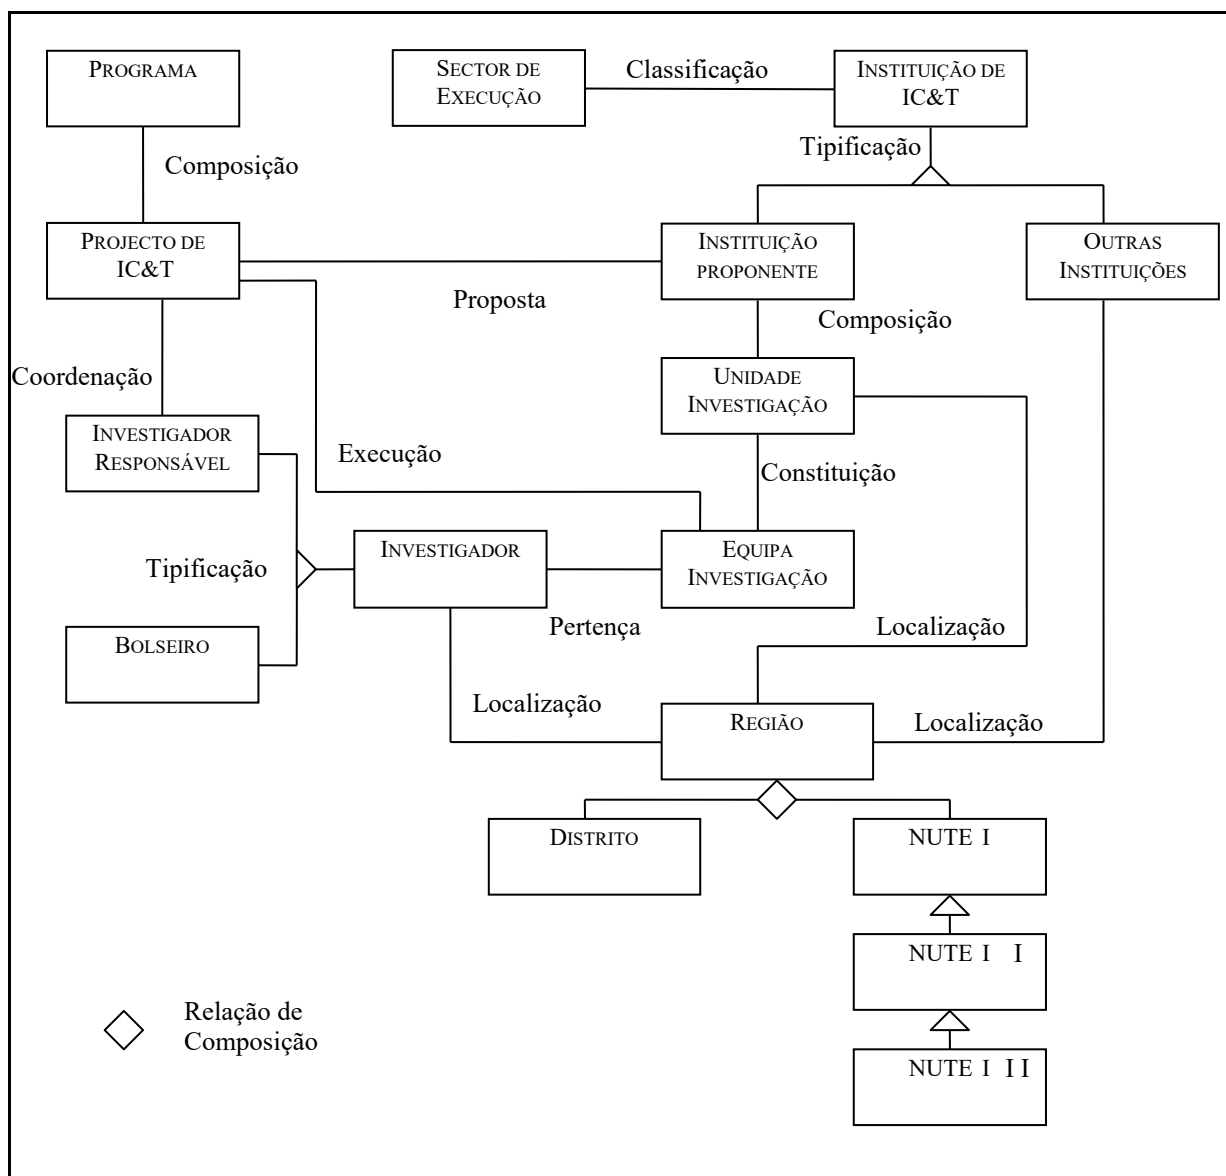 PROGRAMA
SECTOR DE
EXECUÇÃO
Classificação
INSTITUIÇÃO DE
IC&T
Tipificação
Composição
PROJECTO DE
IC&T
INSTITUIÇÃO
PROPONENTE
OUTRAS
INSTITUIÇÕES
Proposta
Composição
Coordenação
UNIDADE
INVESTIGAÇÃO
INVESTIGADOR
RESPONSÁVEL
Execução
Constituição
INVESTIGADOR
EQUIPA
INVESTIGAÇÃO
Tipificação
Pertença
Localização
BOLSEIRO
Localização
REGIÃO
Localização
DISTRITO
NUTE I
NUTE I I
Relação de
Composição
NUTE I I I